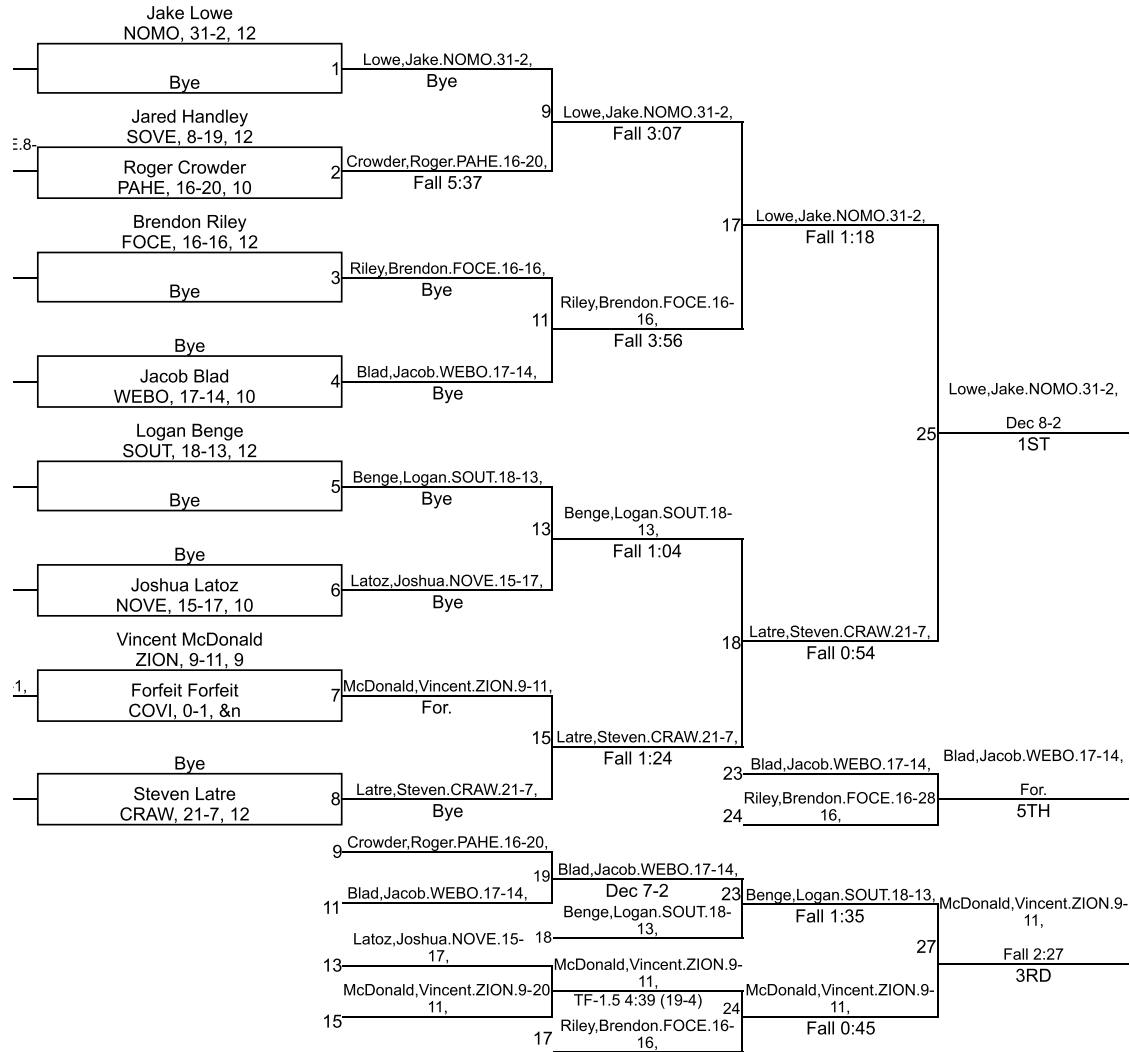 Jake Lowe
NOMO, 31-2, 12
Bye
1
Lowe,Jake.NOMO.31-2,
Bye
Jared Handley
SOVE, 8-19, 12
E.8-
Roger Crowder
PAHE, 16-20, 10
2
Crowder,Roger.PAHE.16-20,
Fall 5:37
9
Lowe,Jake.NOMO.31-2,
Fall 3:07
Brendon Riley
FOCE, 16-16, 12
Bye
3
Riley,Brendon.FOCE.16-16,
Bye
Bye
Jacob Blad
WEBO, 17-14, 10
4
Blad,Jacob.WEBO.17-14,
Bye
11
Riley,Brendon.FOCE.16-
16,
Fall 3:56
17
Lowe,Jake.NOMO.31-2,
Fall 1:18
Logan Benge
SOUT, 18-13, 12
Bye
5
Benge,Logan.SOUT.18-13,
Bye
Bye
Joshua Latoz
NOVE, 15-17, 10
6
Latoz,Joshua.NOVE.15-17,
Bye
13
Benge,Logan.SOUT.18-
13,
Fall 1:04
Vincent McDonald
ZION, 9-11, 9
-1,
Forfeit Forfeit
COVI, 0-1, &n
7
McDonald,Vincent.ZION.9-11,
For.
Bye
Steven Latre
CRAW, 21-7, 12
8
Latre,Steven.CRAW.21-7,
Bye
15
Latre,Steven.CRAW.21-7,
Fall 1:24
18
Latre,Steven.CRAW.21-7,
Fall 0:54
25
Lowe,Jake.NOMO.31-2,
Dec 8-2
1ST
23
Blad,Jacob.WEBO.17-14,
24
Riley,Brendon.FOCE.16-28
16,
Blad,Jacob.WEBO.17-14,
For.
5TH
9
Crowder,Roger.PAHE.16-20,
11
Blad,Jacob.WEBO.17-14,
19
Blad,Jacob.WEBO.17-14,
Dec 7-2
18
Benge,Logan.SOUT.18-
13,
23
Benge,Logan.SOUT.18-13,
Fall 1:35
13
Latoz,Joshua.NOVE.15-
17,
15
McDonald,Vincent.ZION.9-20
11,
McDonald,Vincent.ZION.9-
11,
TF-1.5 4:39 (19-4)
17
Riley,Brendon.FOCE.16-
16,
24
McDonald,Vincent.ZION.9-
11,
Fall 0:45
27
McDonald,Vincent.ZION.9-
11,
Fall 2:27
3RD